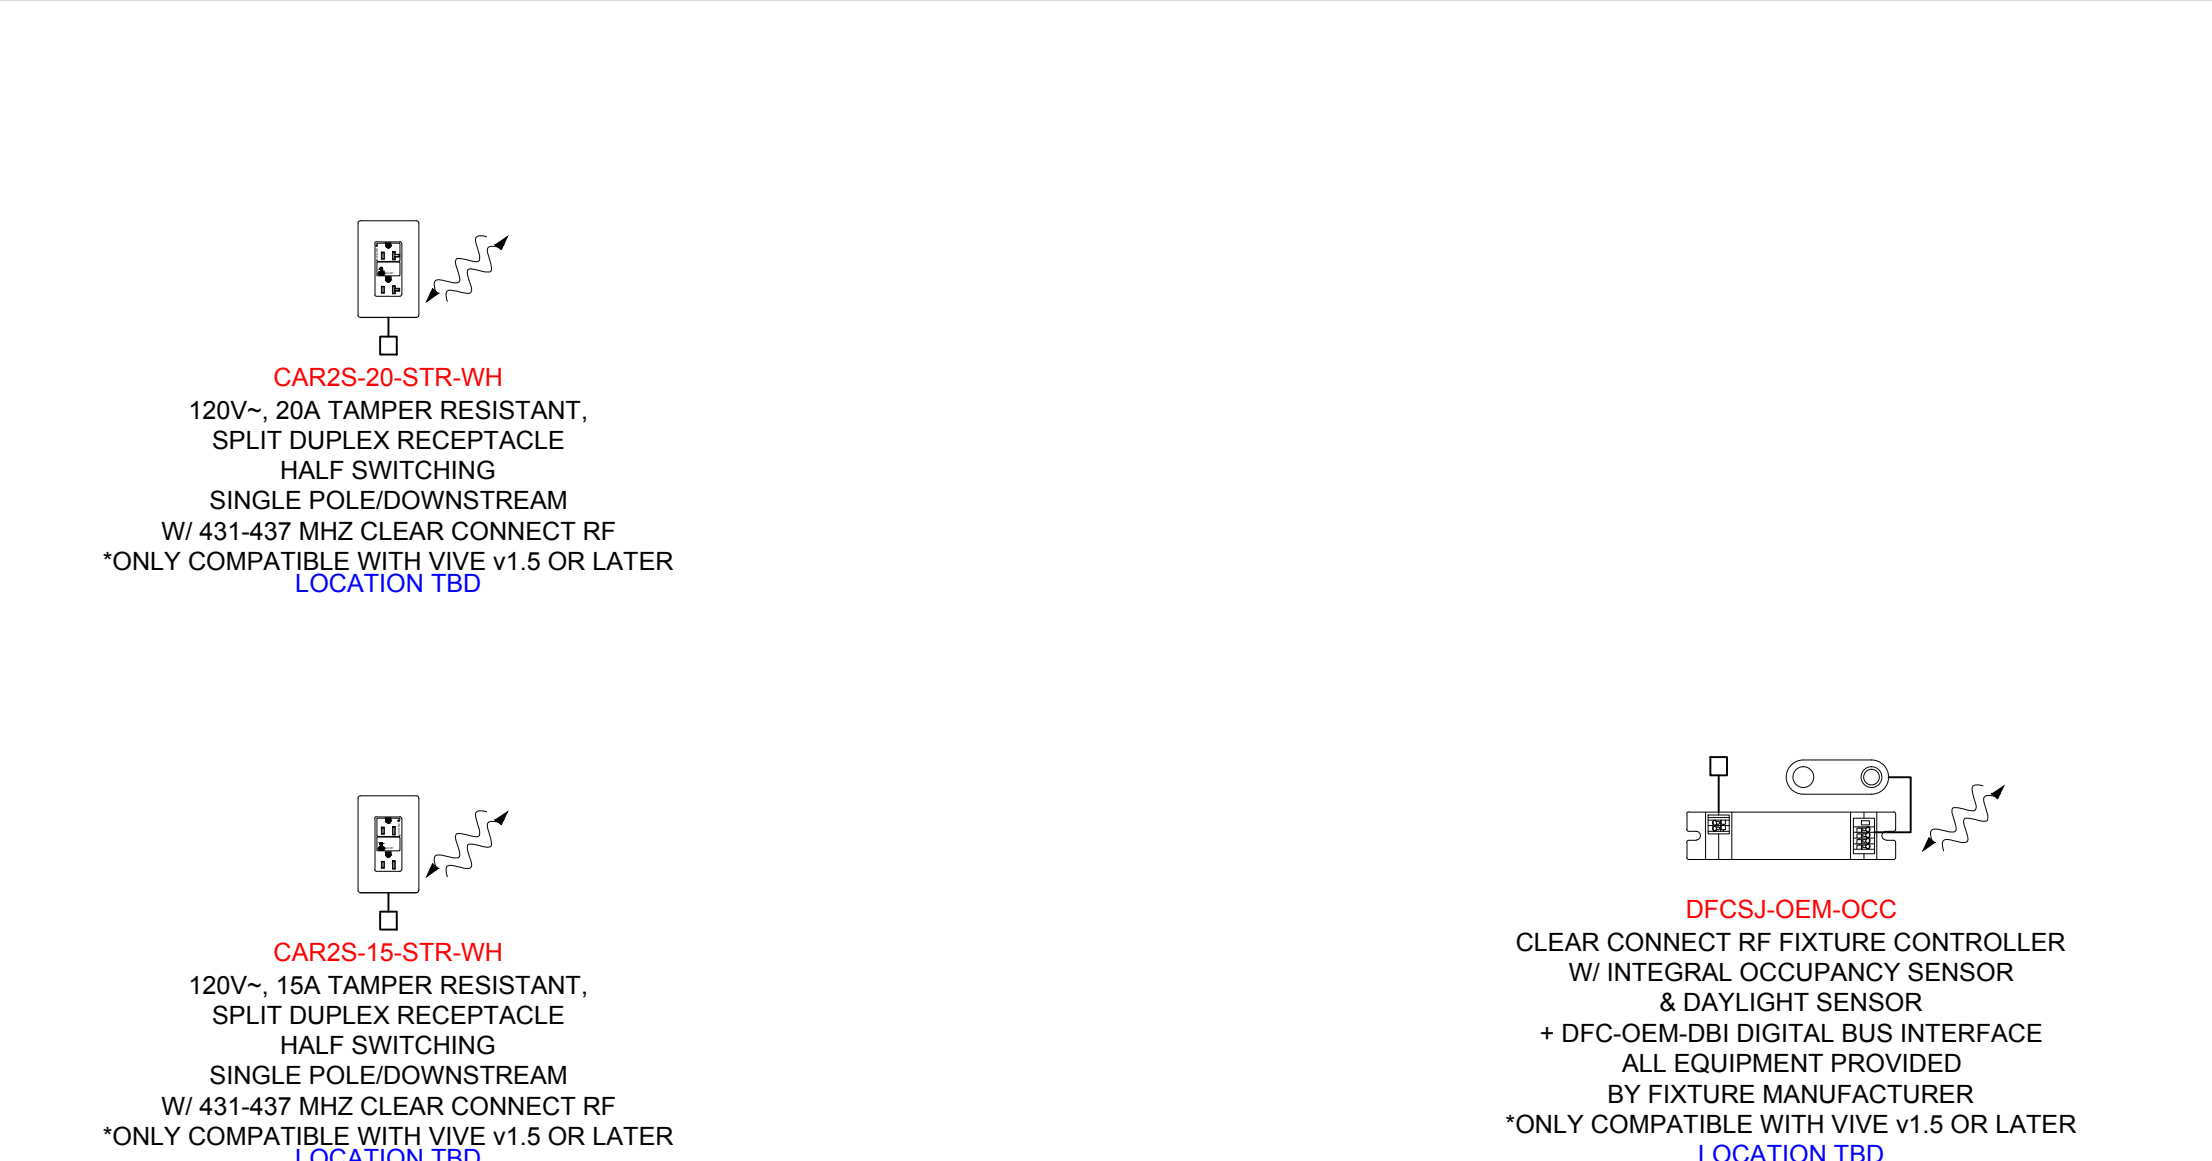 CAR2S-20-STR-WH
120V~, 20A TAMPER RESISTANT,
SPLIT DUPLEX RECEPTACLE
HALF SWITCHING
SINGLE POLE/DOWNSTREAM
W/ 431-437 MHZ CLEAR CONNECT RF
*ONLY COMPATIBLE WITH VIVE v1.5 OR LATER
LOCATION TBD
CAR2S-15-STR-WH
120V~, 15A TAMPER RESISTANT,
SPLIT DUPLEX RECEPTACLE
HALF SWITCHING
SINGLE POLE/DOWNSTREAM
W/ 431-437 MHZ CLEAR CONNECT RF
*ONLY COMPATIBLE WITH VIVE v1.5 OR LATER
LOCATION TBD
DFCSJ-OEM-OCC
CLEAR CONNECT RF FIXTURE CONTROLLER
W/ INTEGRAL OCCUPANCY SENSOR
& DAYLIGHT SENSOR
+ DFC-OEM-DBI DIGITAL BUS INTERFACE
ALL EQUIPMENT PROVIDED
BY FIXTURE MANUFACTURER
*ONLY COMPATIBLE WITH VIVE v1.5 OR LATER
LOCATION TBD